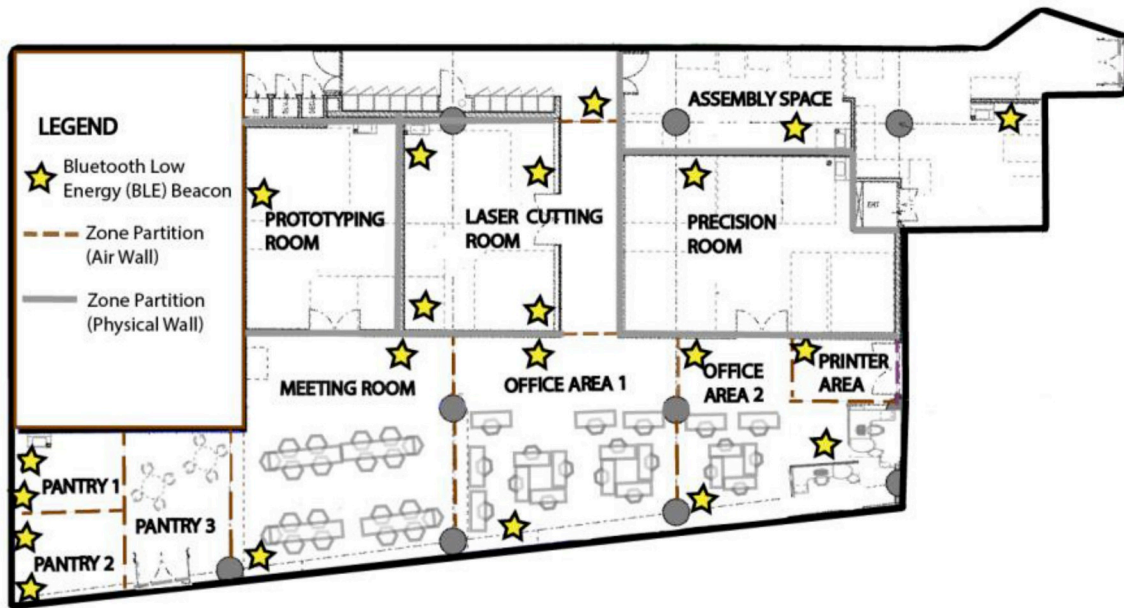 LEGEND
Bluetooth Low
Energy (BLE) Beacon
Zone Partition
(Air Wall)
Zone Partition
(Physical Wall)
ASSEMBLY SPACE
PROTOTYPING
ROOM
LASER CUTTING
ROOM
PRECISION
ROOM
MEETING ROOM
OFFICE AREA 1
OFFICE
AREA 2
PRINTER
AREA
PANTRY 1
PANTRY 2
PANTRY 3